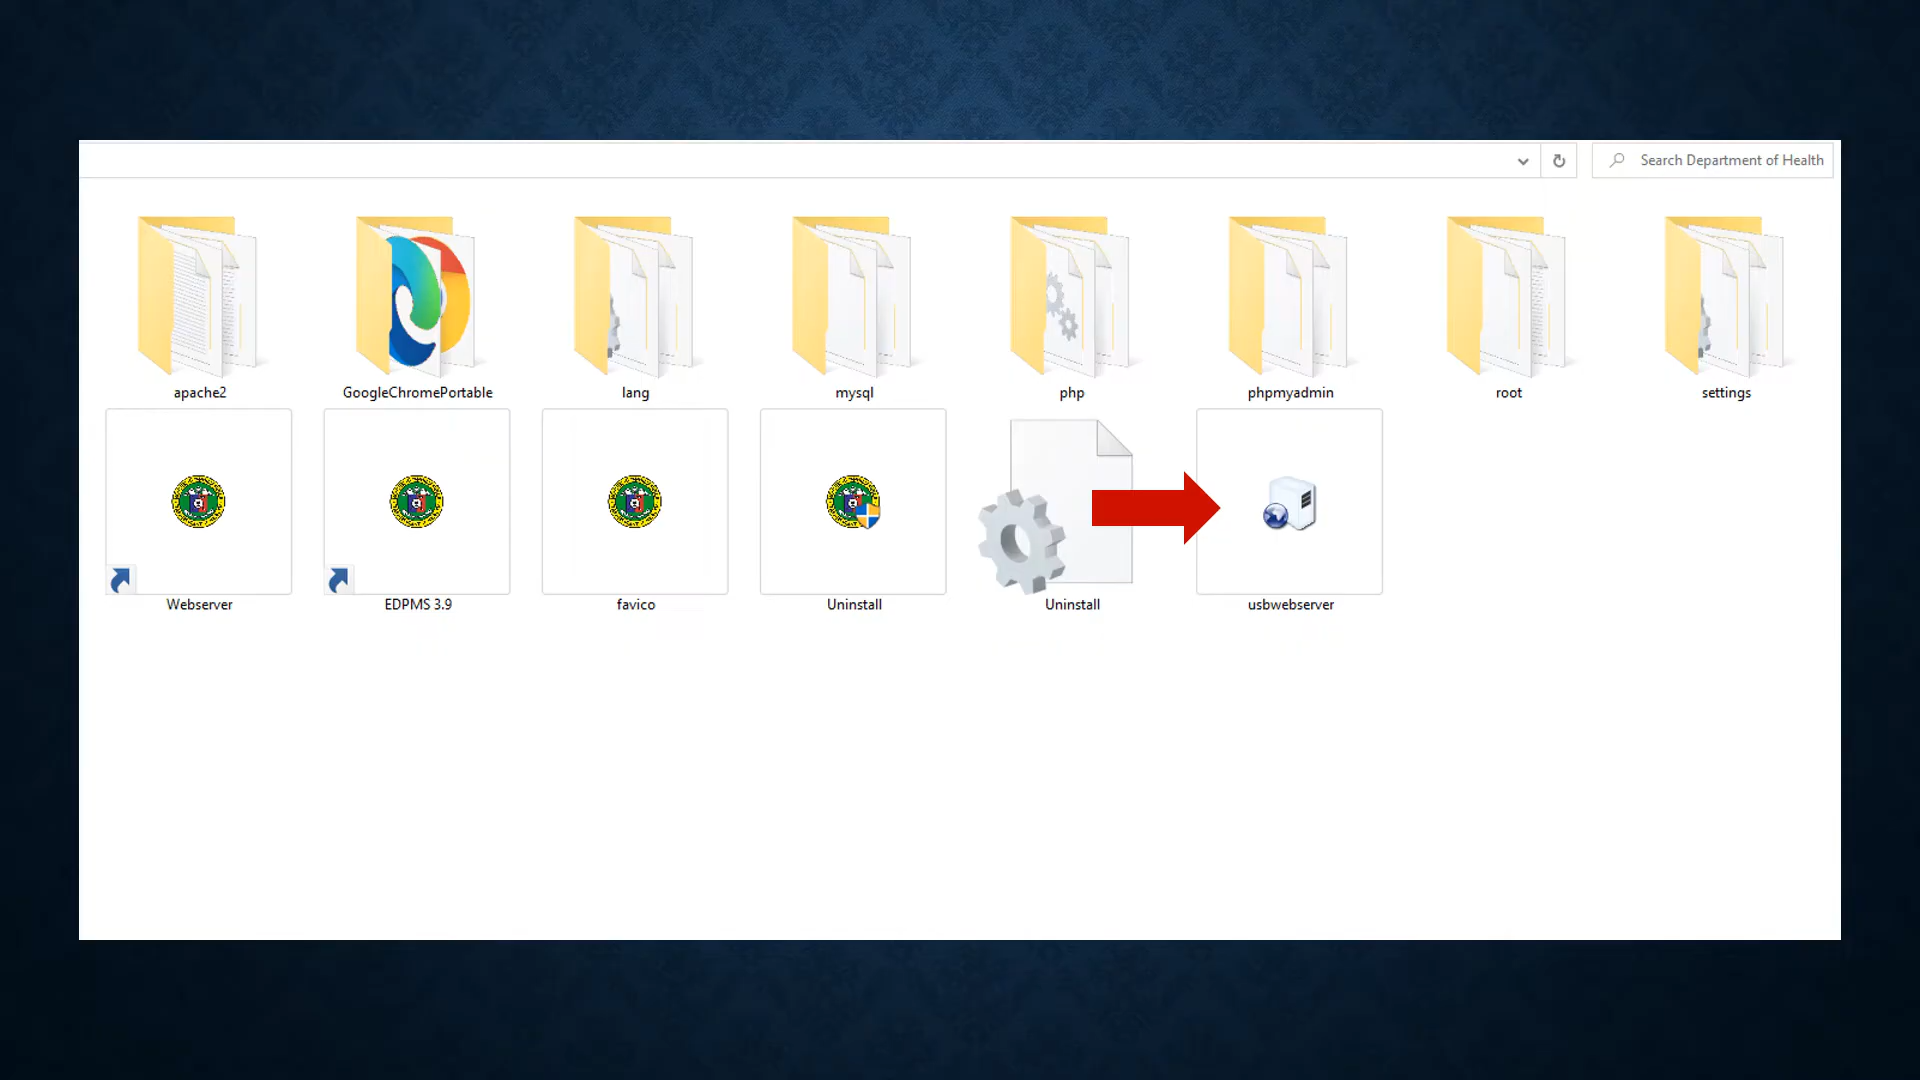 Search Department of Health
apache2
GoogleChromePortable
lang
mysql
php
phpmyadmin
root
settings
Webserver
EDPMS 3.9
favico
Uninstall
Uninstall
usbwebserver